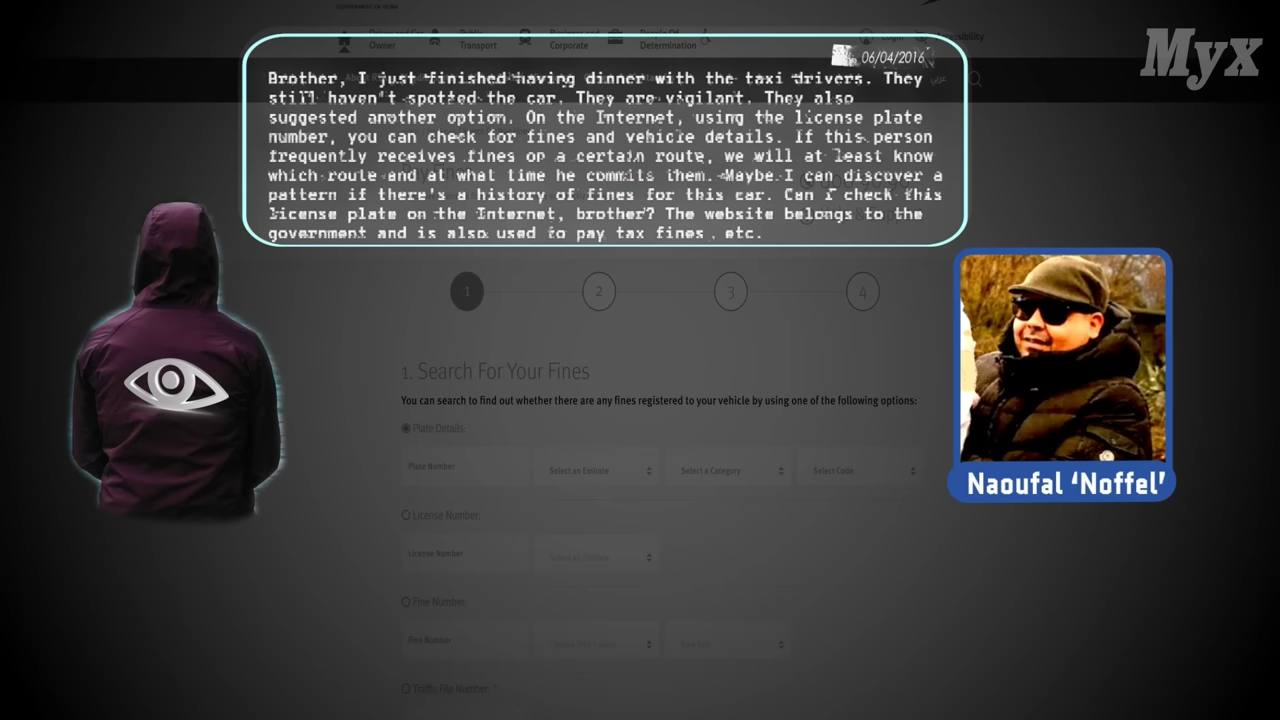 Myx
06/04/2016
Brother, I just finished having dinner with the taxi drivers. They
still haven't spotted the car. They are vigilant. They also
suggested another option. On the Internet, using the license plate
number, you can check for fines and vehicle details. If this person
frequently receives fines on a certain route, we will at least know
which route and at what time he commits them. Maybe I can discover a
pattern if there's a history of fines for this car. Can I check this
license plate on the Internet, brother? The website belongs to the
government and is also used to pay tax fines, etc.
Naoufal ‘Noffel’
1 2 3 4
1. Search For Your Fines
You can search to find out whether there are any fines registered to your vehicle by using one of the following options:
Plate Details:
Plate Number Select an Emirate Select a Category Select Code
License Number:
License Number Select an Emirate
Fine Number:
Fine Number
Traffic File Number: *